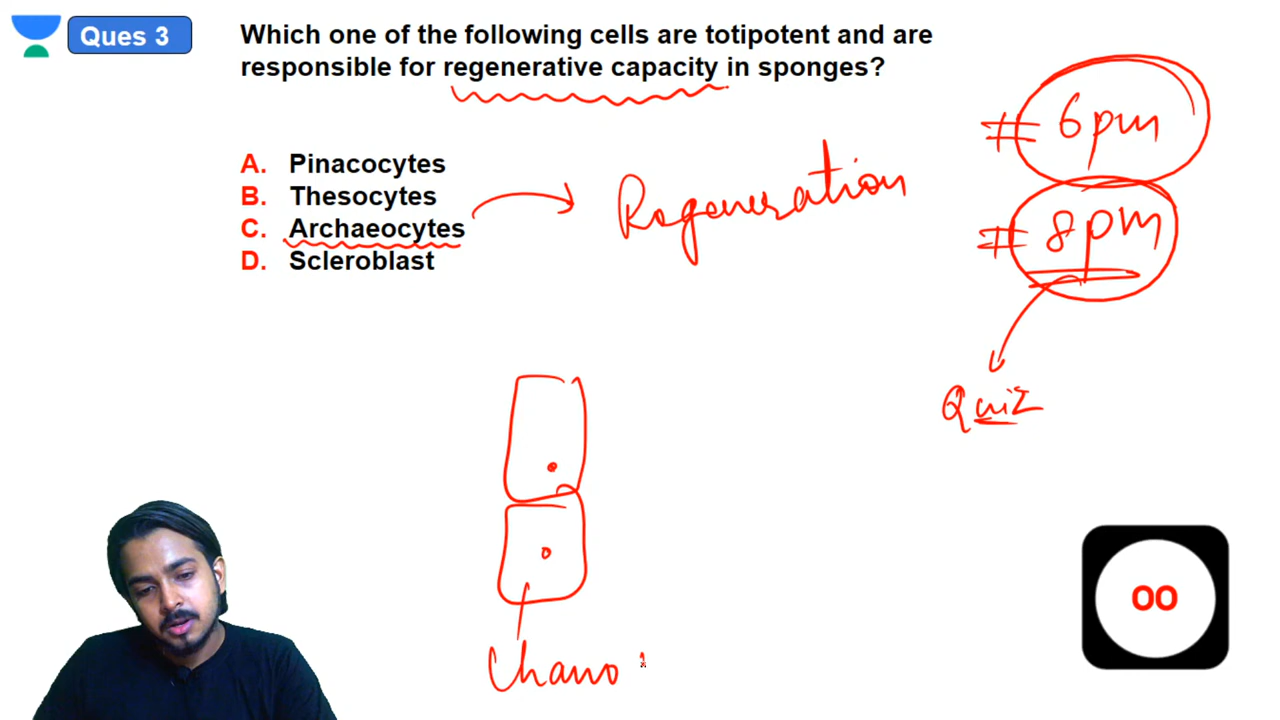 Ques 3
Which one of the following cells are totipotent and are
responsible for regenerative capacity in sponges?
A. Pinacocytes
B. Thesocytes
C. Archaeocytes
D. Scleroblast
Regeneration
# 6pm
# 8pm
Quiz
Chano
00